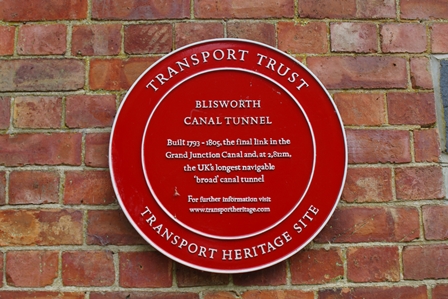 TRANSPORT TRUST
BLISWORTH
CANAL TUNNEL
Built 1793 - 1805, the final link in the
Grand Junction Canal and, at 2,812m,
the UK's longest navigable
'broad' canal tunnel
For further information visit
www.transportheritage.com
TRANSPORT HERITAGE SITE